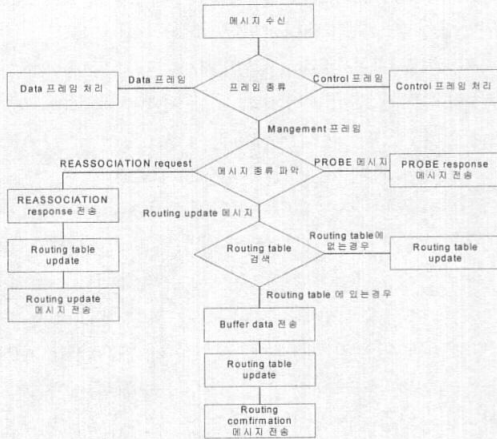 메시지 수신
Data 프레임
프레임 종류
Control 프레임
Data 프레임 처리
Control 프레임 처리
Mangement 프레임
REASSOCIATION request
메시지 종류 파악
PROBE 메시지
PROBE response
메시지 전송
REASSOCIATION
response 전송
Routing update 메시지
Routing table
update
Routing table
검색
Routing table에
없는경우
Routing table
update
Routing update
메시지 전송
Routing table 에 있는경우
Buffer data 전송
Routing table
update
Routing
comfirmation
메시지 전송